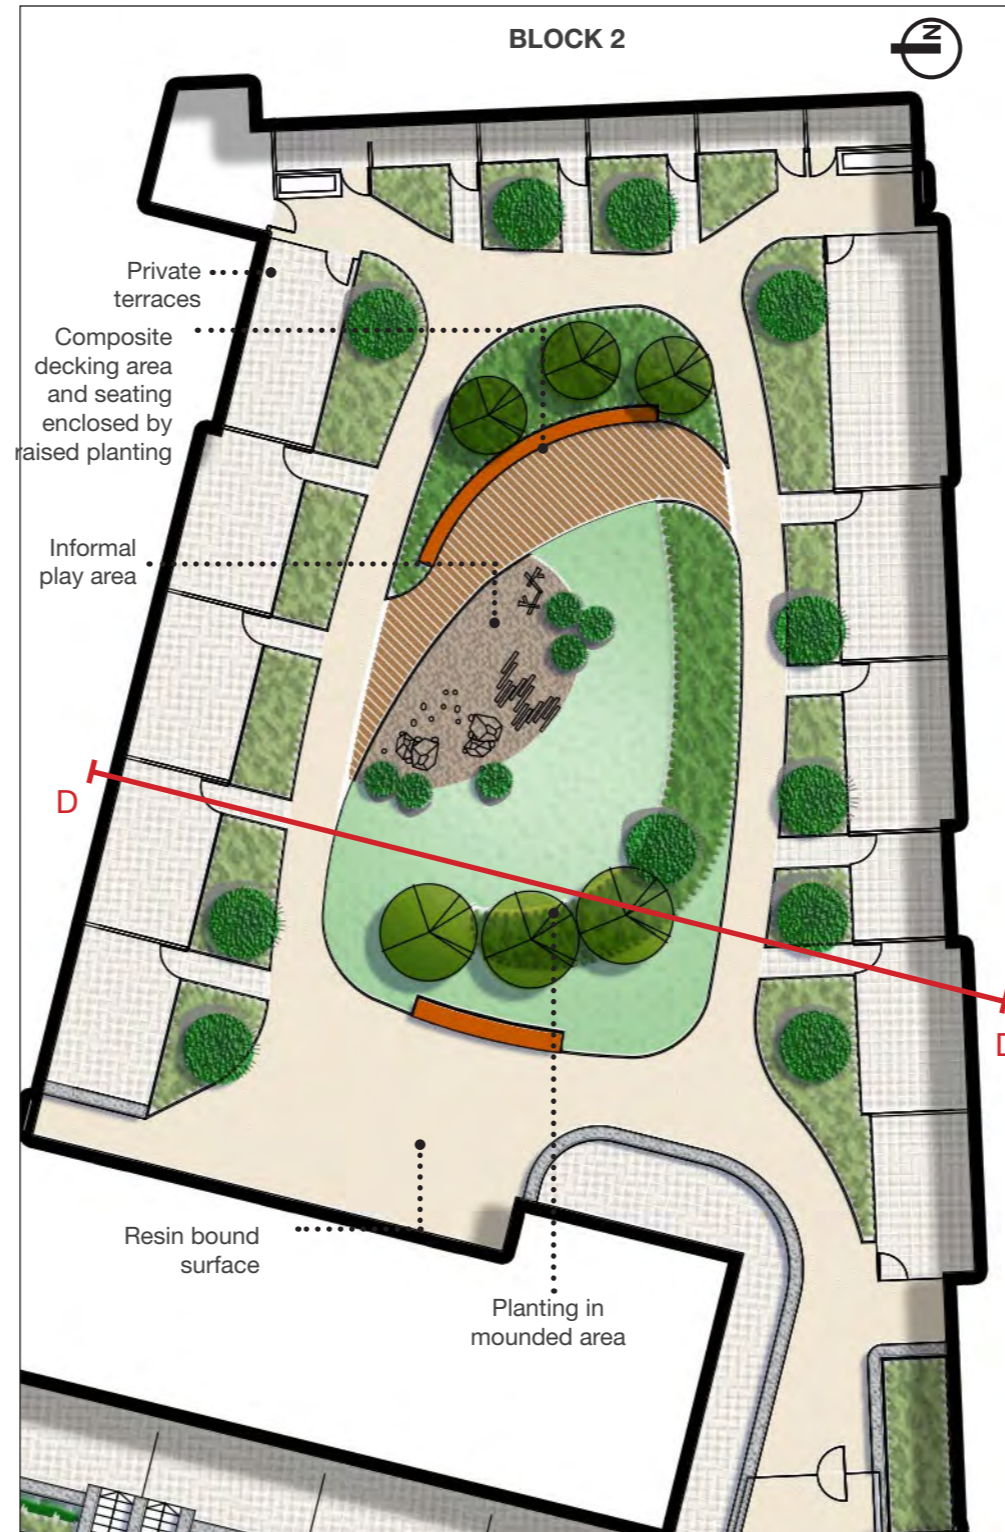 BLOCK 2
N
Private
terraces
Composite
decking area
and seating
enclosed by
raised planting
Informal
play area
D
D
Resin bound
surface
Planting in
mounded area